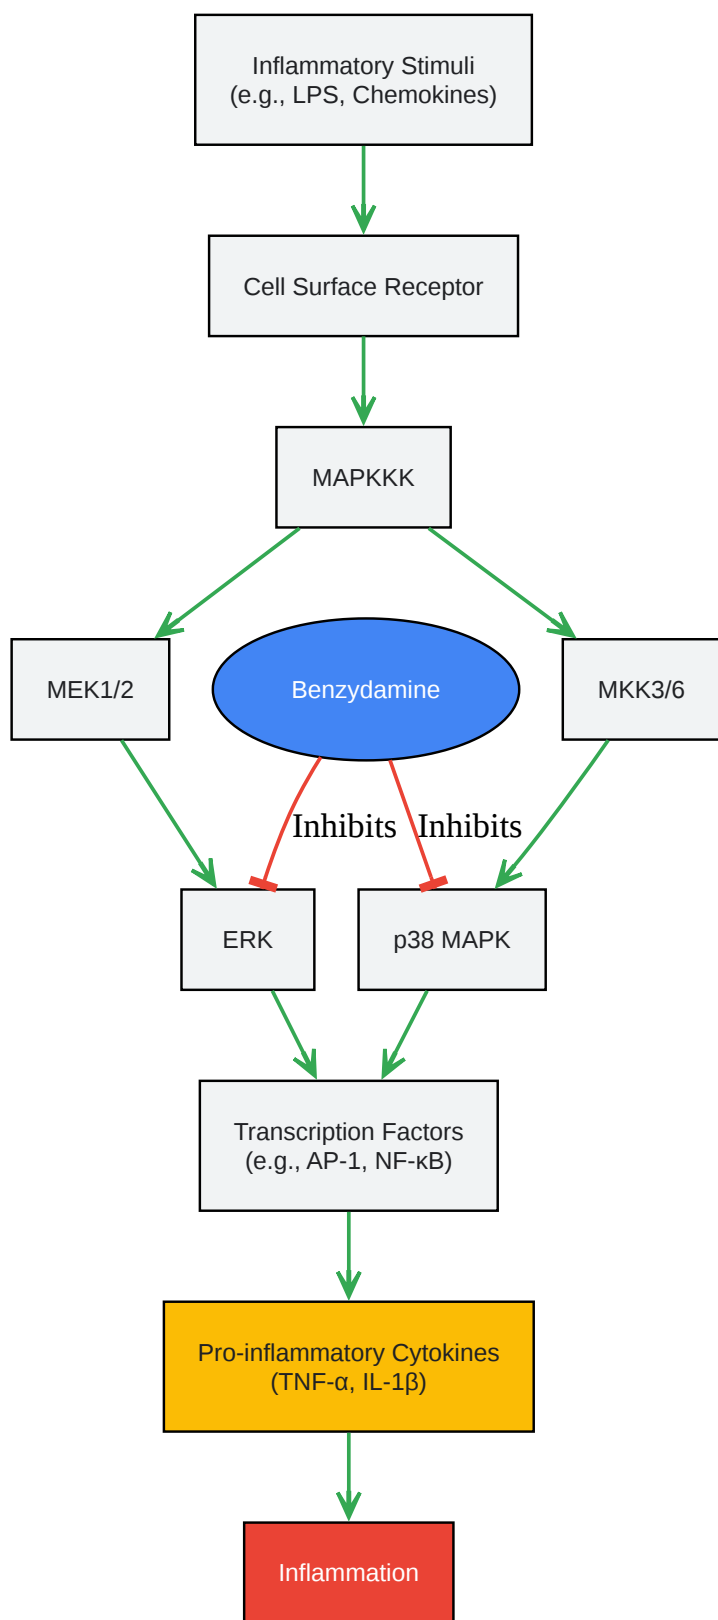 Inflammatory Stimuli
(e.g., LPS, Chemokines)
Cell Surface Receptor
MAPKKK
MEK1/2
Benzydamine
MKK3/6
Inhibits
Inhibits
ERK
p38 MAPK
Transcription Factors
(e.g., AP-1, NF-κB)
Pro-inflammatory Cytokines
(TNF-α, IL-1β)
Inflammation